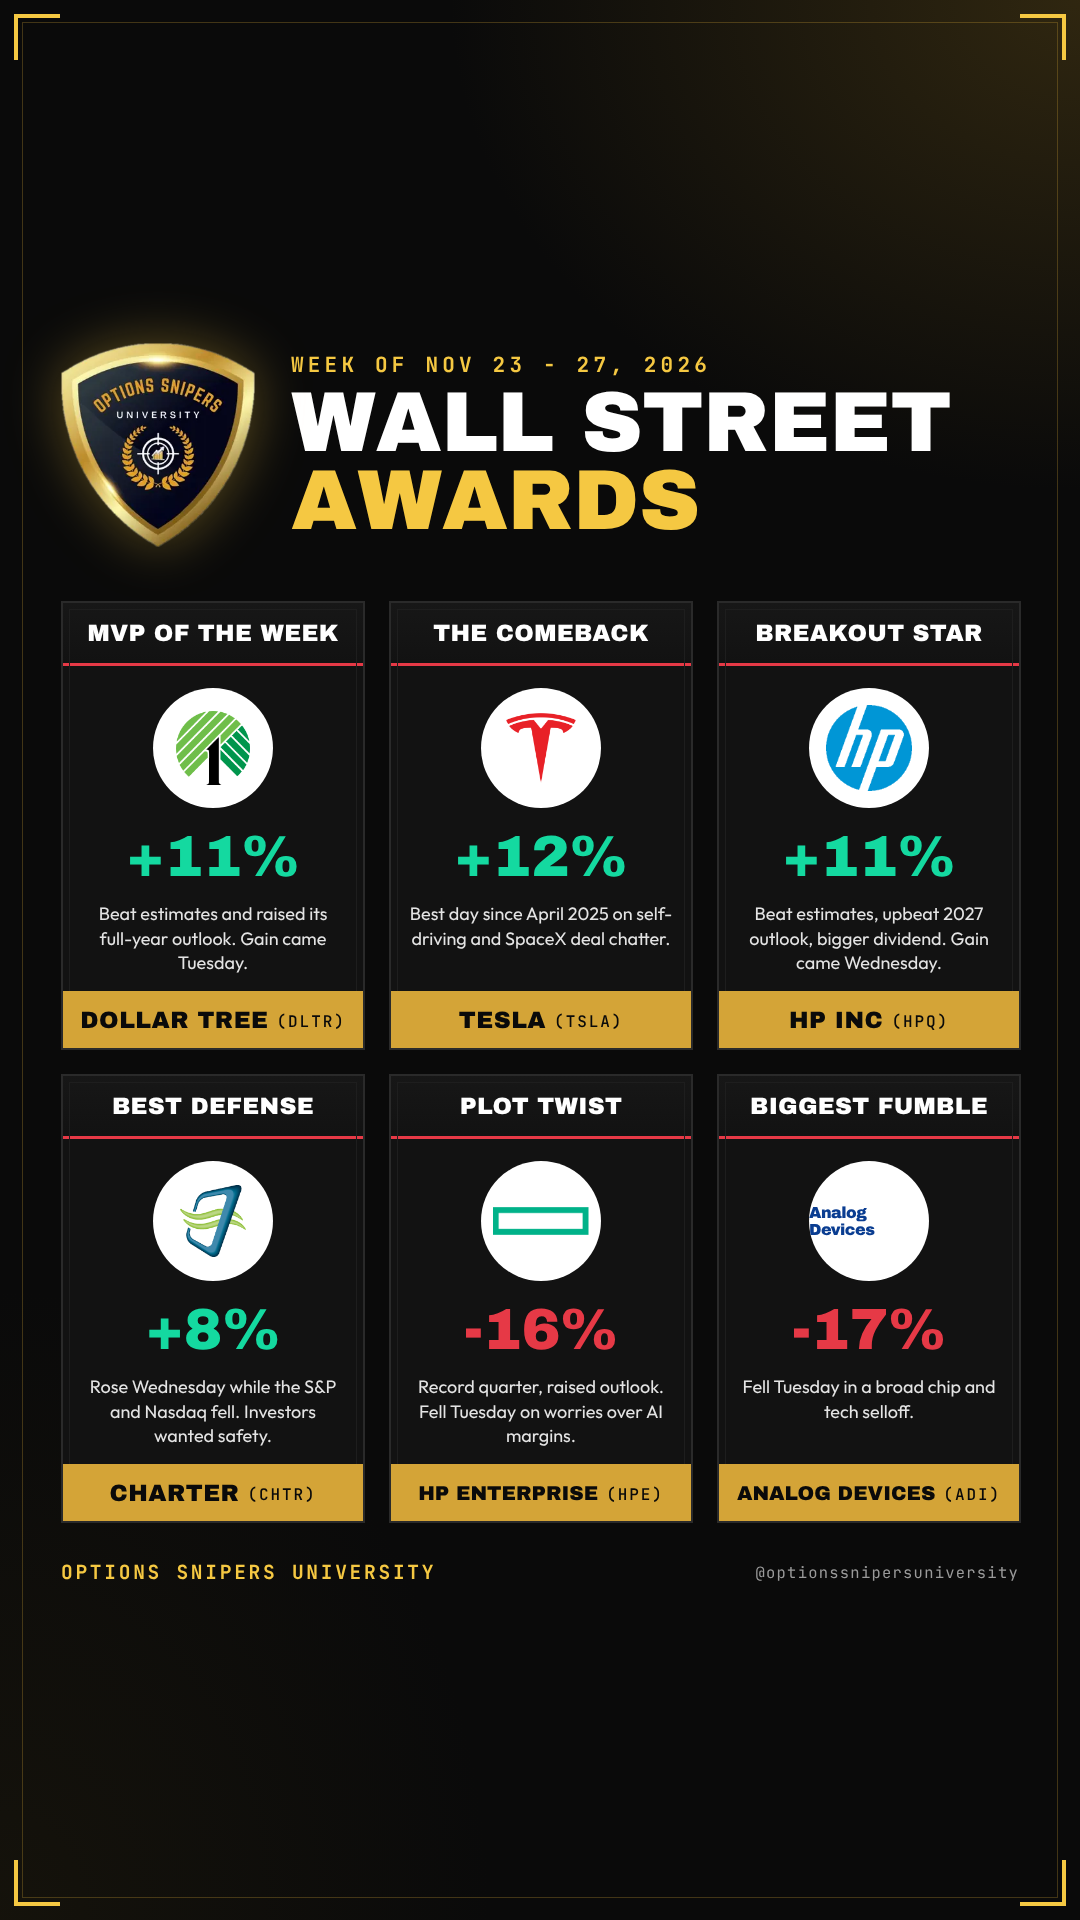 OPTIONS SNIPERS
UNIVERSITY
WEEK OF NOV 23 - 27, 2026
WALL STREET
AWARDS
MVP OF THE WEEK
+11%
Beat estimates and raised its
full-year outlook. Gain came
Tuesday.
DOLLAR TREE (DLTR)
THE COMEBACK
+12%
Best day since April 2025 on self-
driving and SpaceX deal chatter.
TESLA (TSLA)
BREAKOUT STAR
hp
+11%
Beat estimates, upbeat 2027
outlook, bigger dividend. Gain
came Wednesday.
HP INC (HPQ)
BEST DEFENSE
+8%
Rose Wednesday while the S&P
and Nasdaq fell. Investors
wanted safety.
CHARTER (CHTR)
PLOT TWIST
-16%
Record quarter, raised outlook.
Fell Tuesday on worries over AI
margins.
HP ENTERPRISE (HPE)
BIGGEST FUMBLE
Analog
Devices
-17%
Fell Tuesday in a broad chip and
tech selloff.
ANALOG DEVICES (ADI)
OPTIONS SNIPERS UNIVERSITY
@optionssnipersuniversity